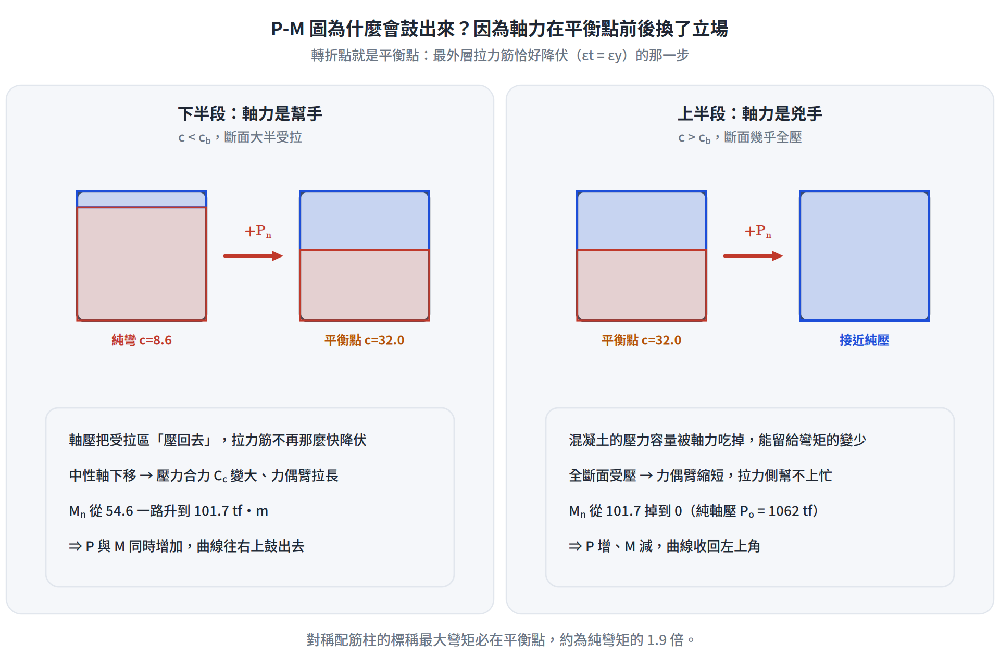 P-M 圖為什麼會鼓出來？因為軸力在平衡點前後換了立場
轉折點就是平衡點：最外層拉力筋恰好降伏（εt = εy）的那一步
下半段：軸力是幫手
c < cb，斷面大半受拉
+Pn
純彎 c=8.6
平衡點 c=32.0
軸壓把受拉區「壓回去」，拉力筋不再那麼快降伏
中性軸下移 → 壓力合力 Cc 變大、力偶臂拉長
Mn 從 54.6 一路升到 101.7 tf・m
⇒ P 與 M 同時增加，曲線往右上鼓出去
上半段：軸力是兇手
c > cb，斷面幾乎全壓
+Pn
平衡點 c=32.0
接近純壓
混凝土的壓力容量被軸力吃掉，能留給彎矩的變少
全斷面受壓 → 力偶臂縮短，拉力側幫不上忙
Mn 從 101.7 掉到 0（純軸壓 Po = 1062 tf）
⇒ P 增、M 減，曲線收回左上角
對稱配筋柱的標稱最大彎矩必在平衡點，約為純彎矩的 1.9 倍。